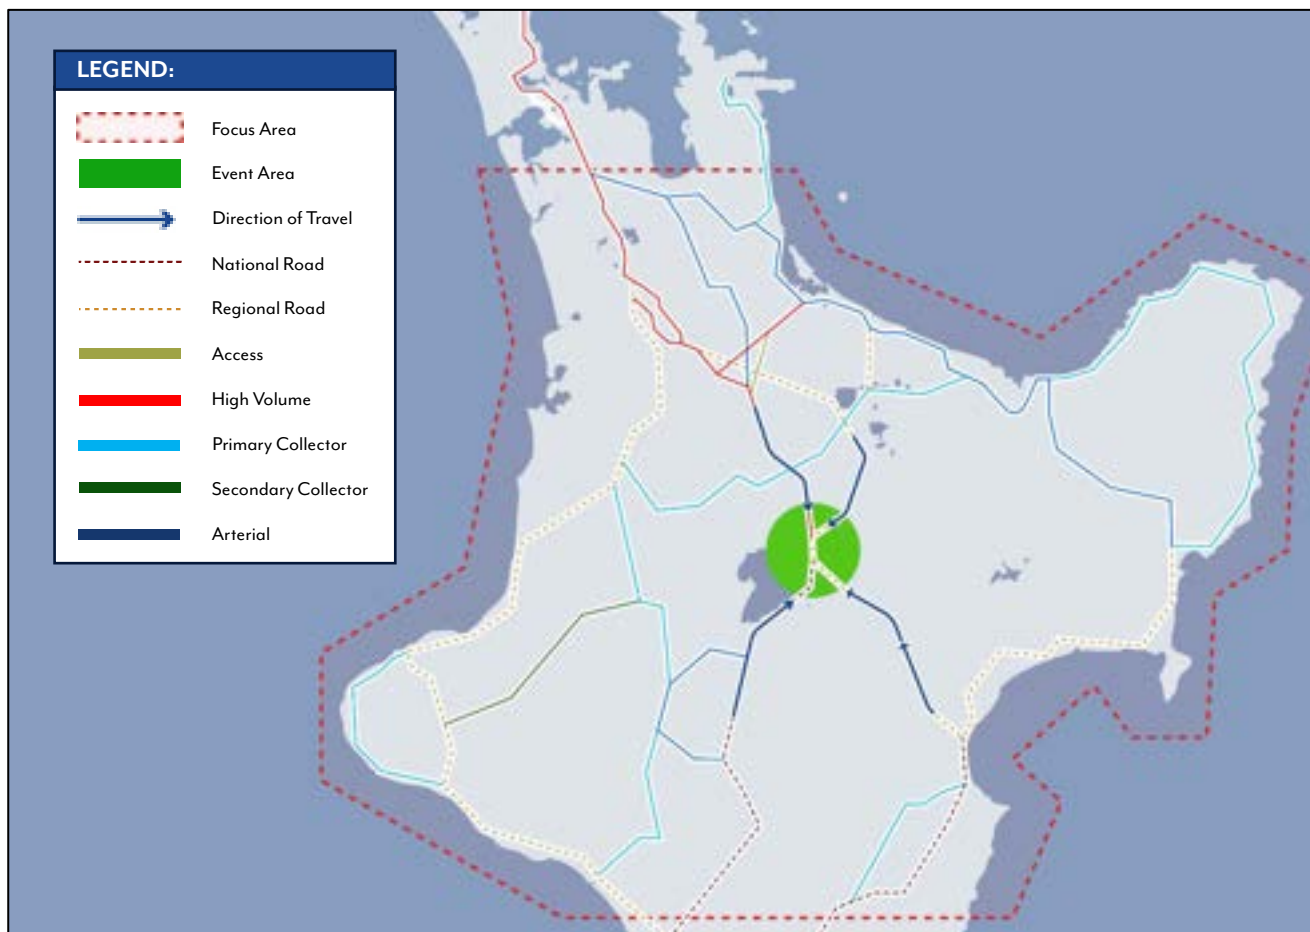 LEGEND:
Focus Area
Event Area
Direction of Travel
National Road
Regional Road
Access
High Volume
Primary Collector
Secondary Collector
Arterial